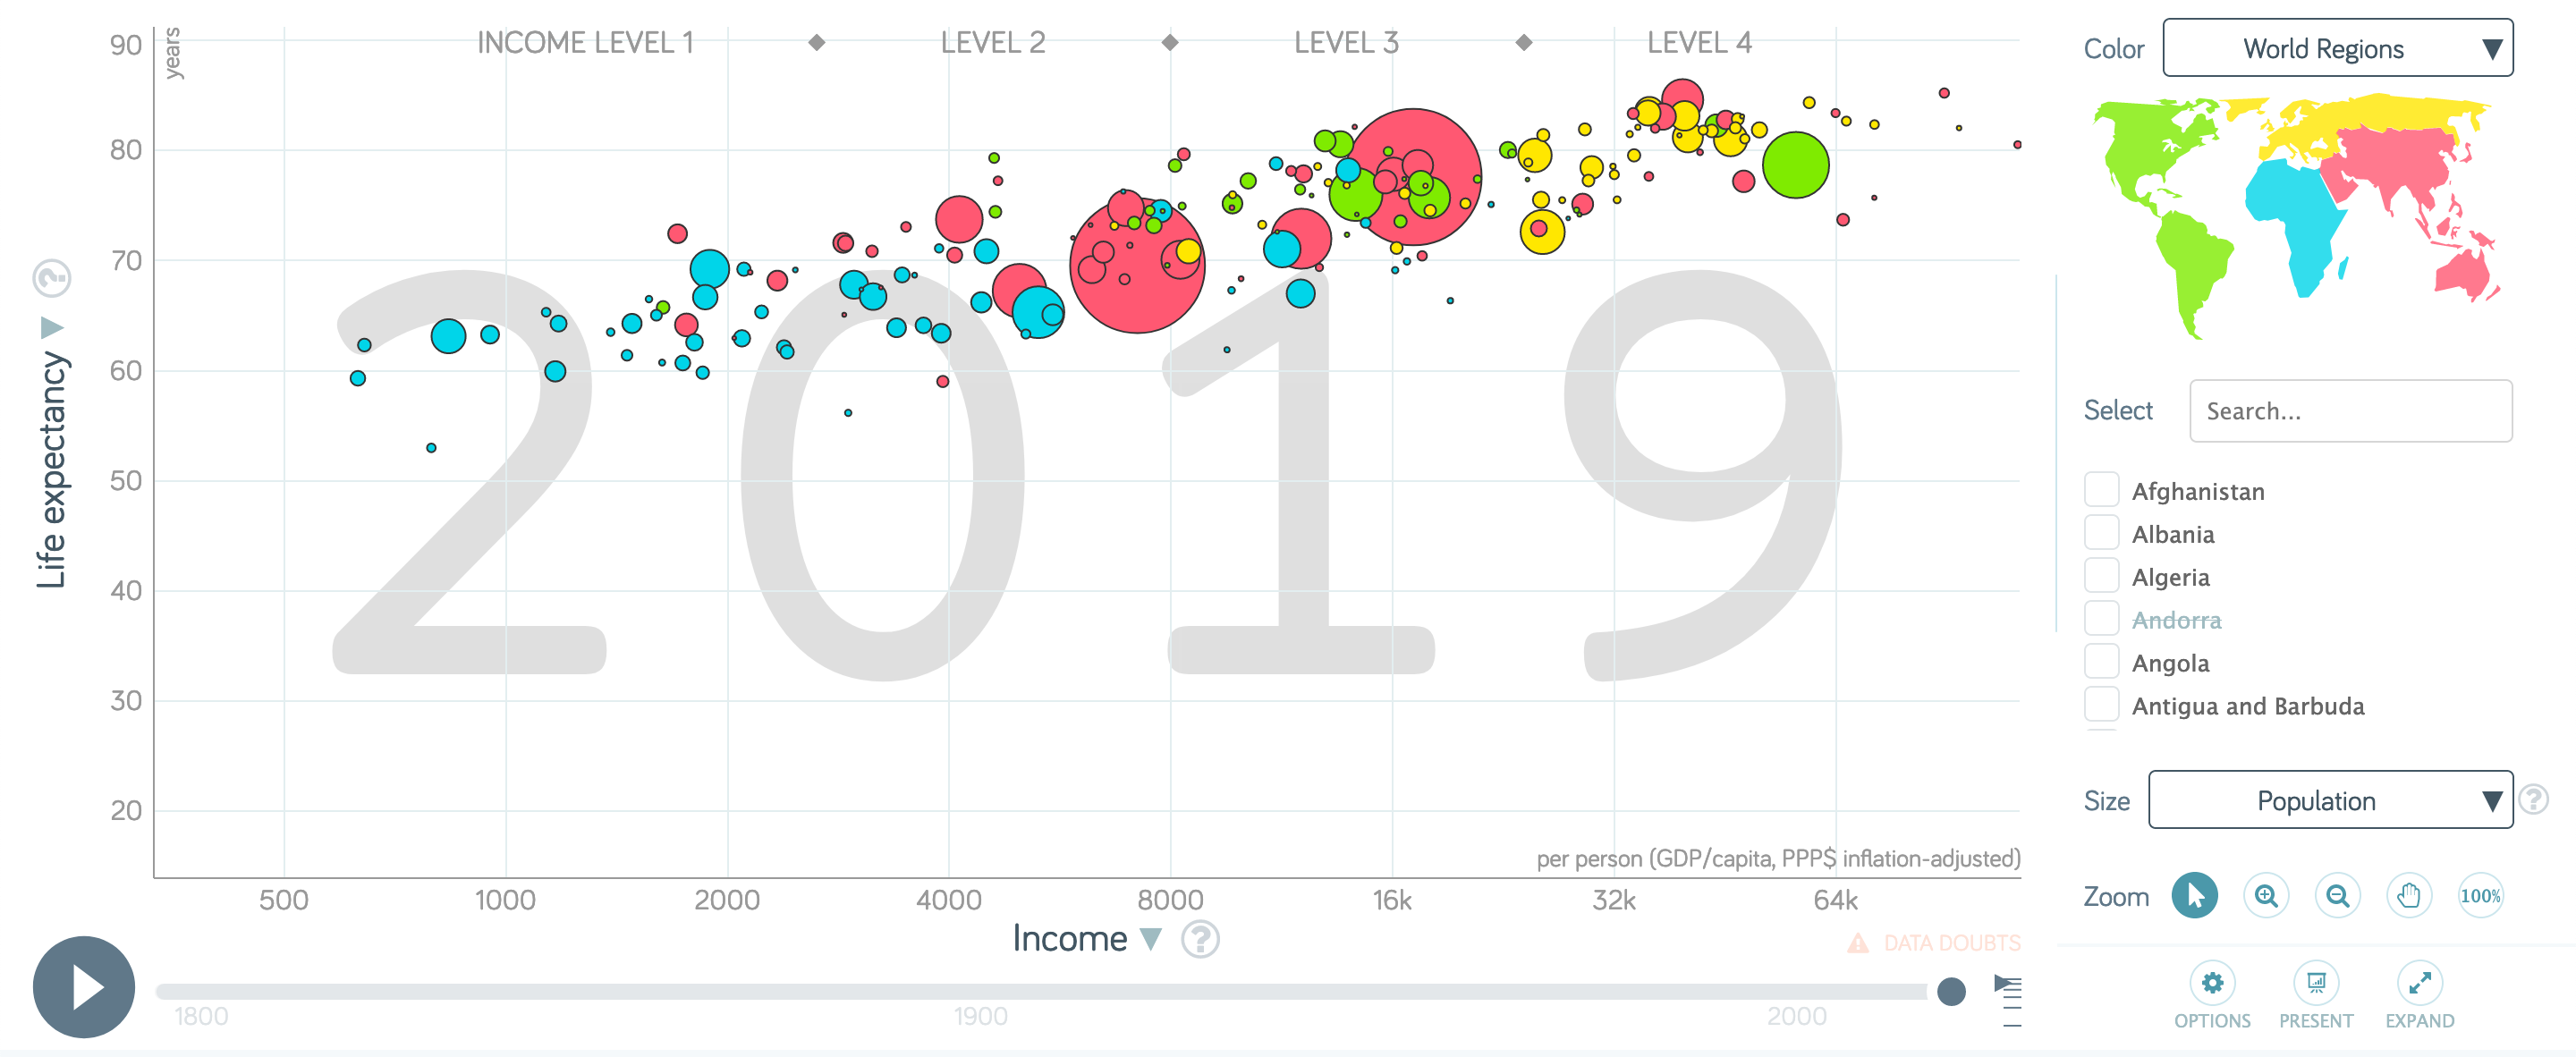 90
years
INCOME LEVEL 1
LEVEL 2
LEVEL 3
LEVEL 4
80
70
60
50
40
30
20
Life expectancy
2019
per person (GDP/capita, PPP$ inflation-adjusted)
500
1000
2000
4000
8000
16k
32k
64k
Income
?
?
DATA DOUBTS
1800
1900
2000
Color
World Regions
Select
Search...
Afghanistan
Albania
Algeria
Andorra
Angola
Antigua and Barbuda
Size
Population
?
Zoom
100%
OPTIONS
PRESENT
EXPAND